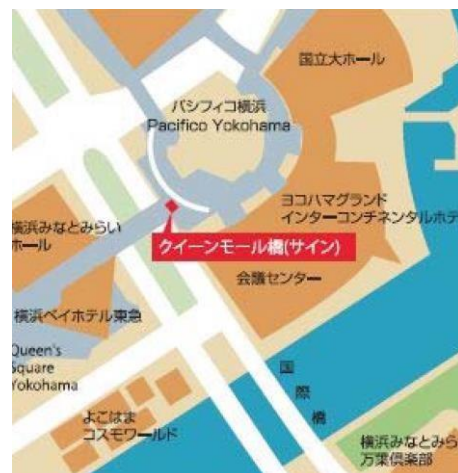 国立大ホール
パシフィコ横浜
Pacifico Yokohama
ヨコハマグランド
インターコンチネンタルホテ
横浜みなとみらい
ホール
クイーンモール橋(サイン)
会議センター
横浜ベイホテル東急
Queen's
Square
Yokohama
国際橋
よこはま
コスモワールド
横浜みなとみら
万葉倶楽部